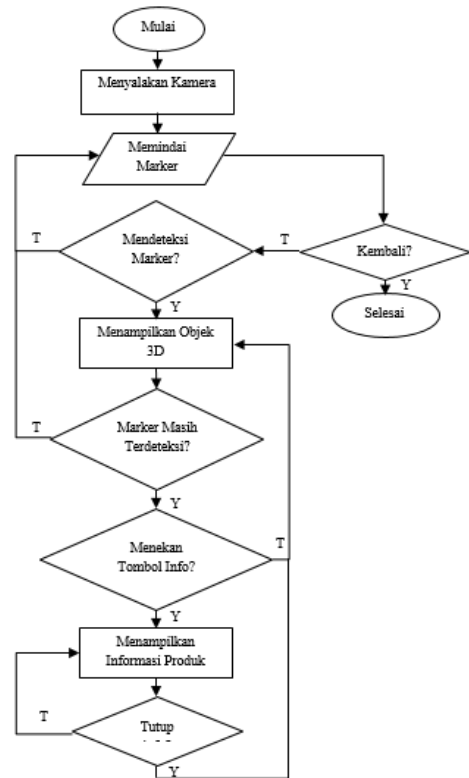 Mulai
Menyalakan Kamera
Memindai
Marker
T
Mendeteksi
Marker?
T
Kembali?
Y
Y
Selesai
Menampilkan Objek
3D
T
Marker Masih
Terdeteksi?
Y
Menekan
Tombol Info?
T
Y
Menampilkan
Informasi Produk
T
Tutup
Y